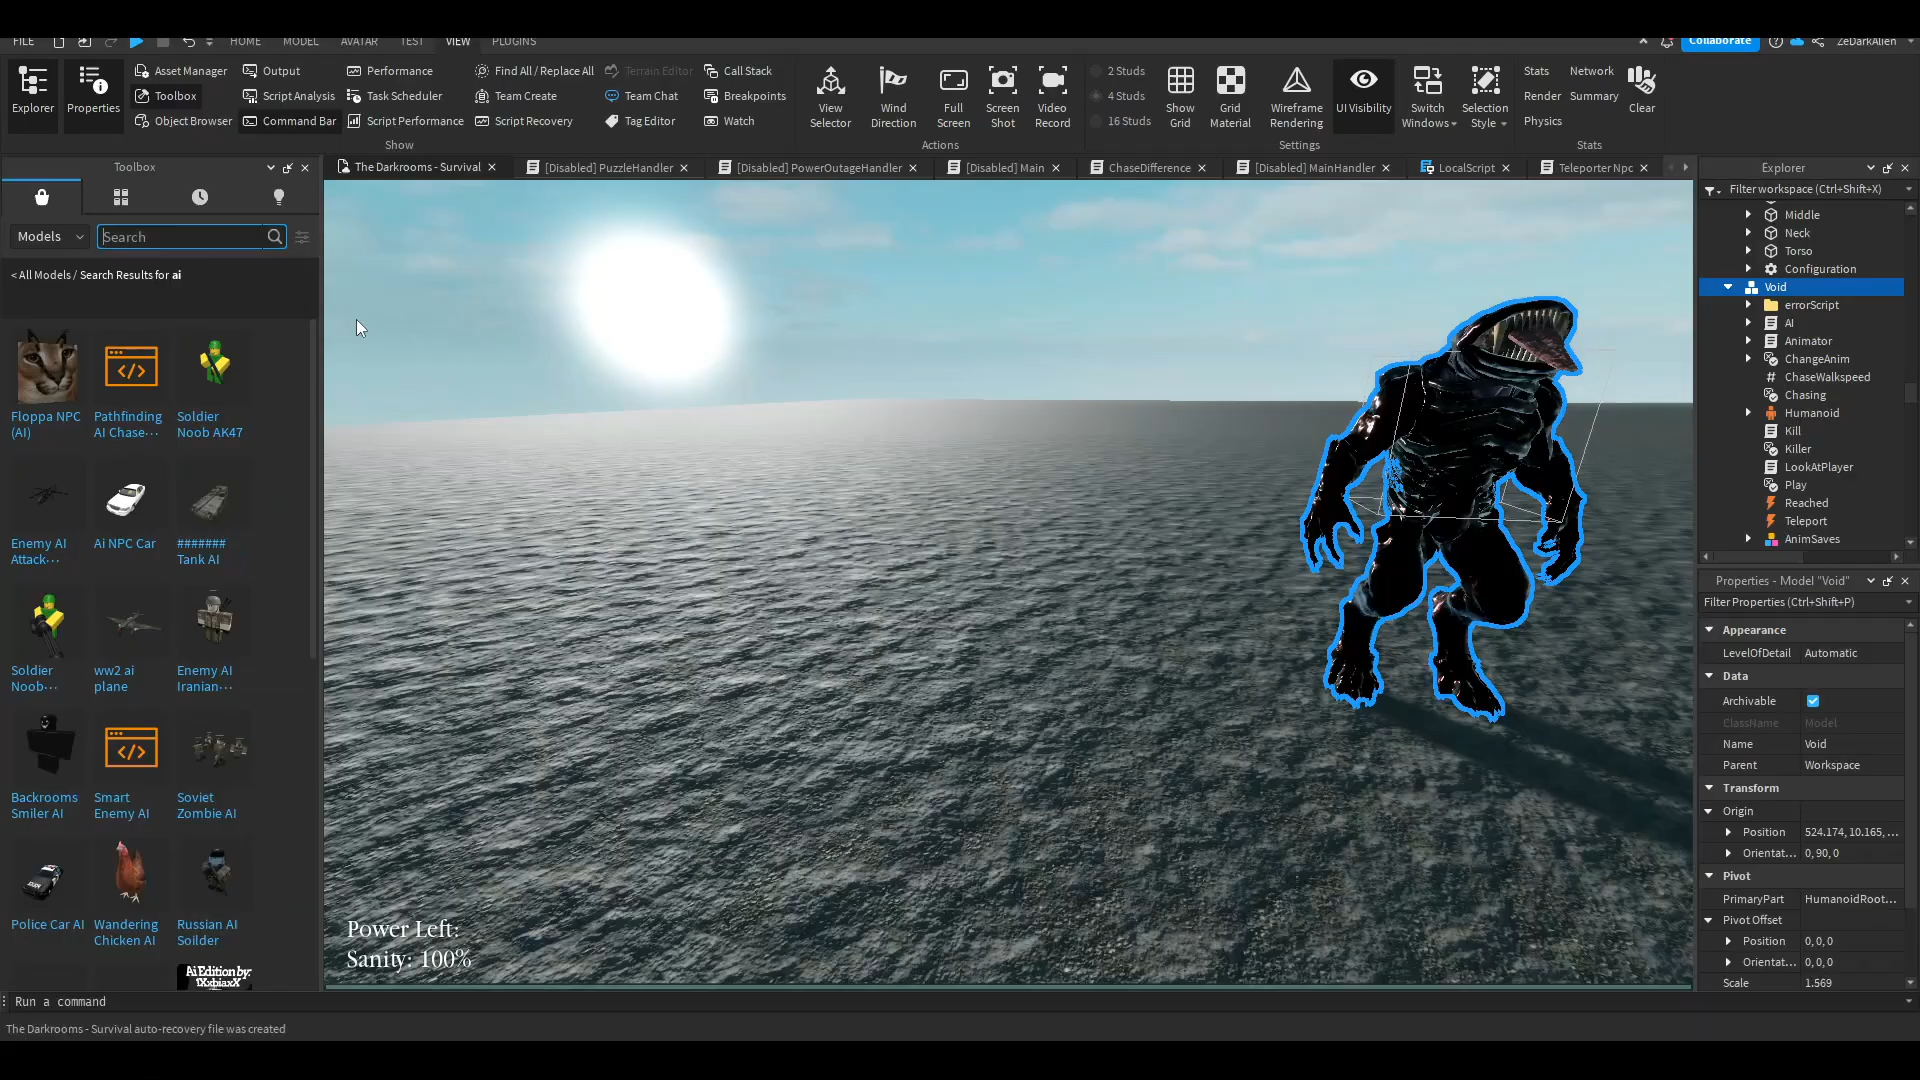 FILE HOME MODEL AVATAR TEST VIEW PLUGINS Collaborate ZeDarkAlien
Explorer
Properties
Asset Manager
Toolbox
Object Browser
Output
Script Analysis
Command Bar
Performance
Task Scheduler
Script Performance
Find All / Replace All
Team Create
Script Recovery
Terrain Editor
Team Chat
Tag Editor
Call Stack
Breakpoints
Watch
Show
View
Selector
Wind
Direction
Full
Screen
Screen
Shot
Video
Record
Actions
2 Studs
4 Studs
16 Studs
Show
Grid
Grid
Material
Wireframe
Rendering
UI Visibility
Switch
Windows
Selection
Style
Settings
Stats
Render
Physics
Network
Summary
Clear
Stats
Toolbox
Models
Search
< All Models / Search Results for ai
Floppa NPC
(AI)
Pathfinding
AI Chase...
Soldier
Noob AK47
Enemy AI
Attack...
Ai NPC Car
#######
Tank AI
Soldier
Noob...
ww2 ai
plane
Enemy AI
Iranian...
Backrooms
Smiler AI
Smart
Enemy AI
Soviet
Zombie AI
Police Car AI
Wandering
Chicken AI
Russian AI
Soilder
Ai Edition by:
The Darkrooms - Survival
[Disabled] PuzzleHandler
[Disabled] PowerOutageHandler
[Disabled] Main
ChaseDifference
[Disabled] MainHandler
LocalScript
Teleporter Npc
Power Left:
Sanity: 100%
Explorer
Filter workspace (Ctrl+Shift+X)
Middle
Neck
Torso
Configuration
Void
errorScript
AI
Animator
ChangeAnim
# ChaseWalkspeed
Chasing
Humanoid
Kill
Killer
LookAtPlayer
Play
Reached
Teleport
AnimSaves
Properties - Model "Void"
Filter Properties (Ctrl+Shift+P)
Appearance
LevelOfDetail Automatic
Data
Archivable
ClassName Model
Name Void
Parent Workspace
Transform
Origin
Position 524.174, 10.165, ...
Orientat... 0, 90, 0
Pivot
PrimaryPart HumanoidRoot...
Pivot Offset
Position 0, 0, 0
Orientat... 0, 0, 0
Scale 1.569
Run a command
The Darkrooms - Survival auto-recovery file was created